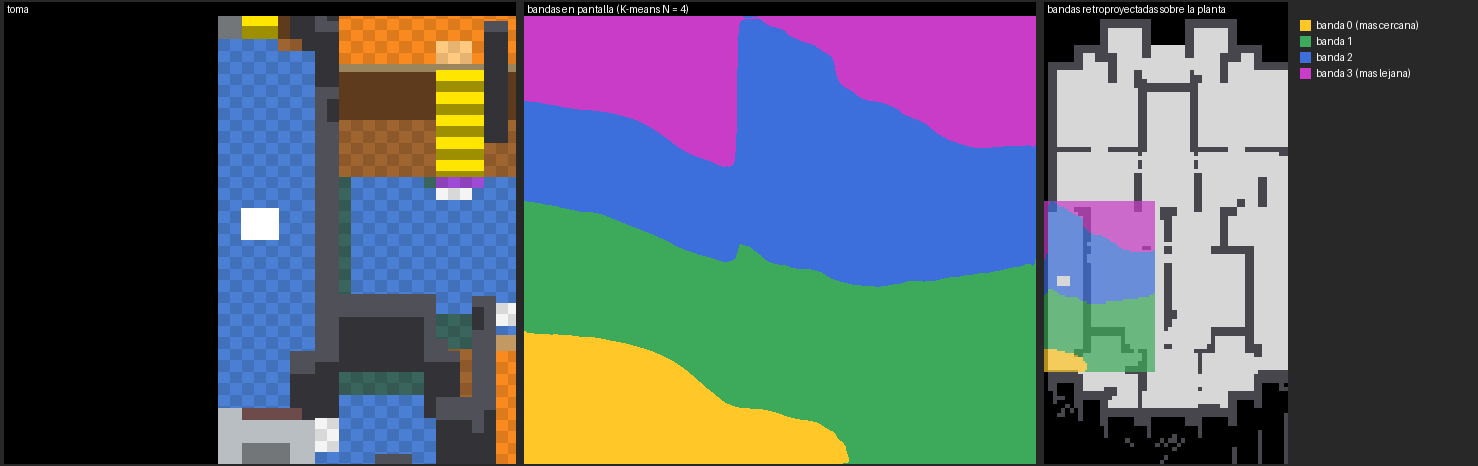 toma
bandas en pantalla (K-means N = 4)
bandas retroproyectadas sobre la planta
banda 0 (mas cercana)
banda 1
banda 2
banda 3 (mas lejana)